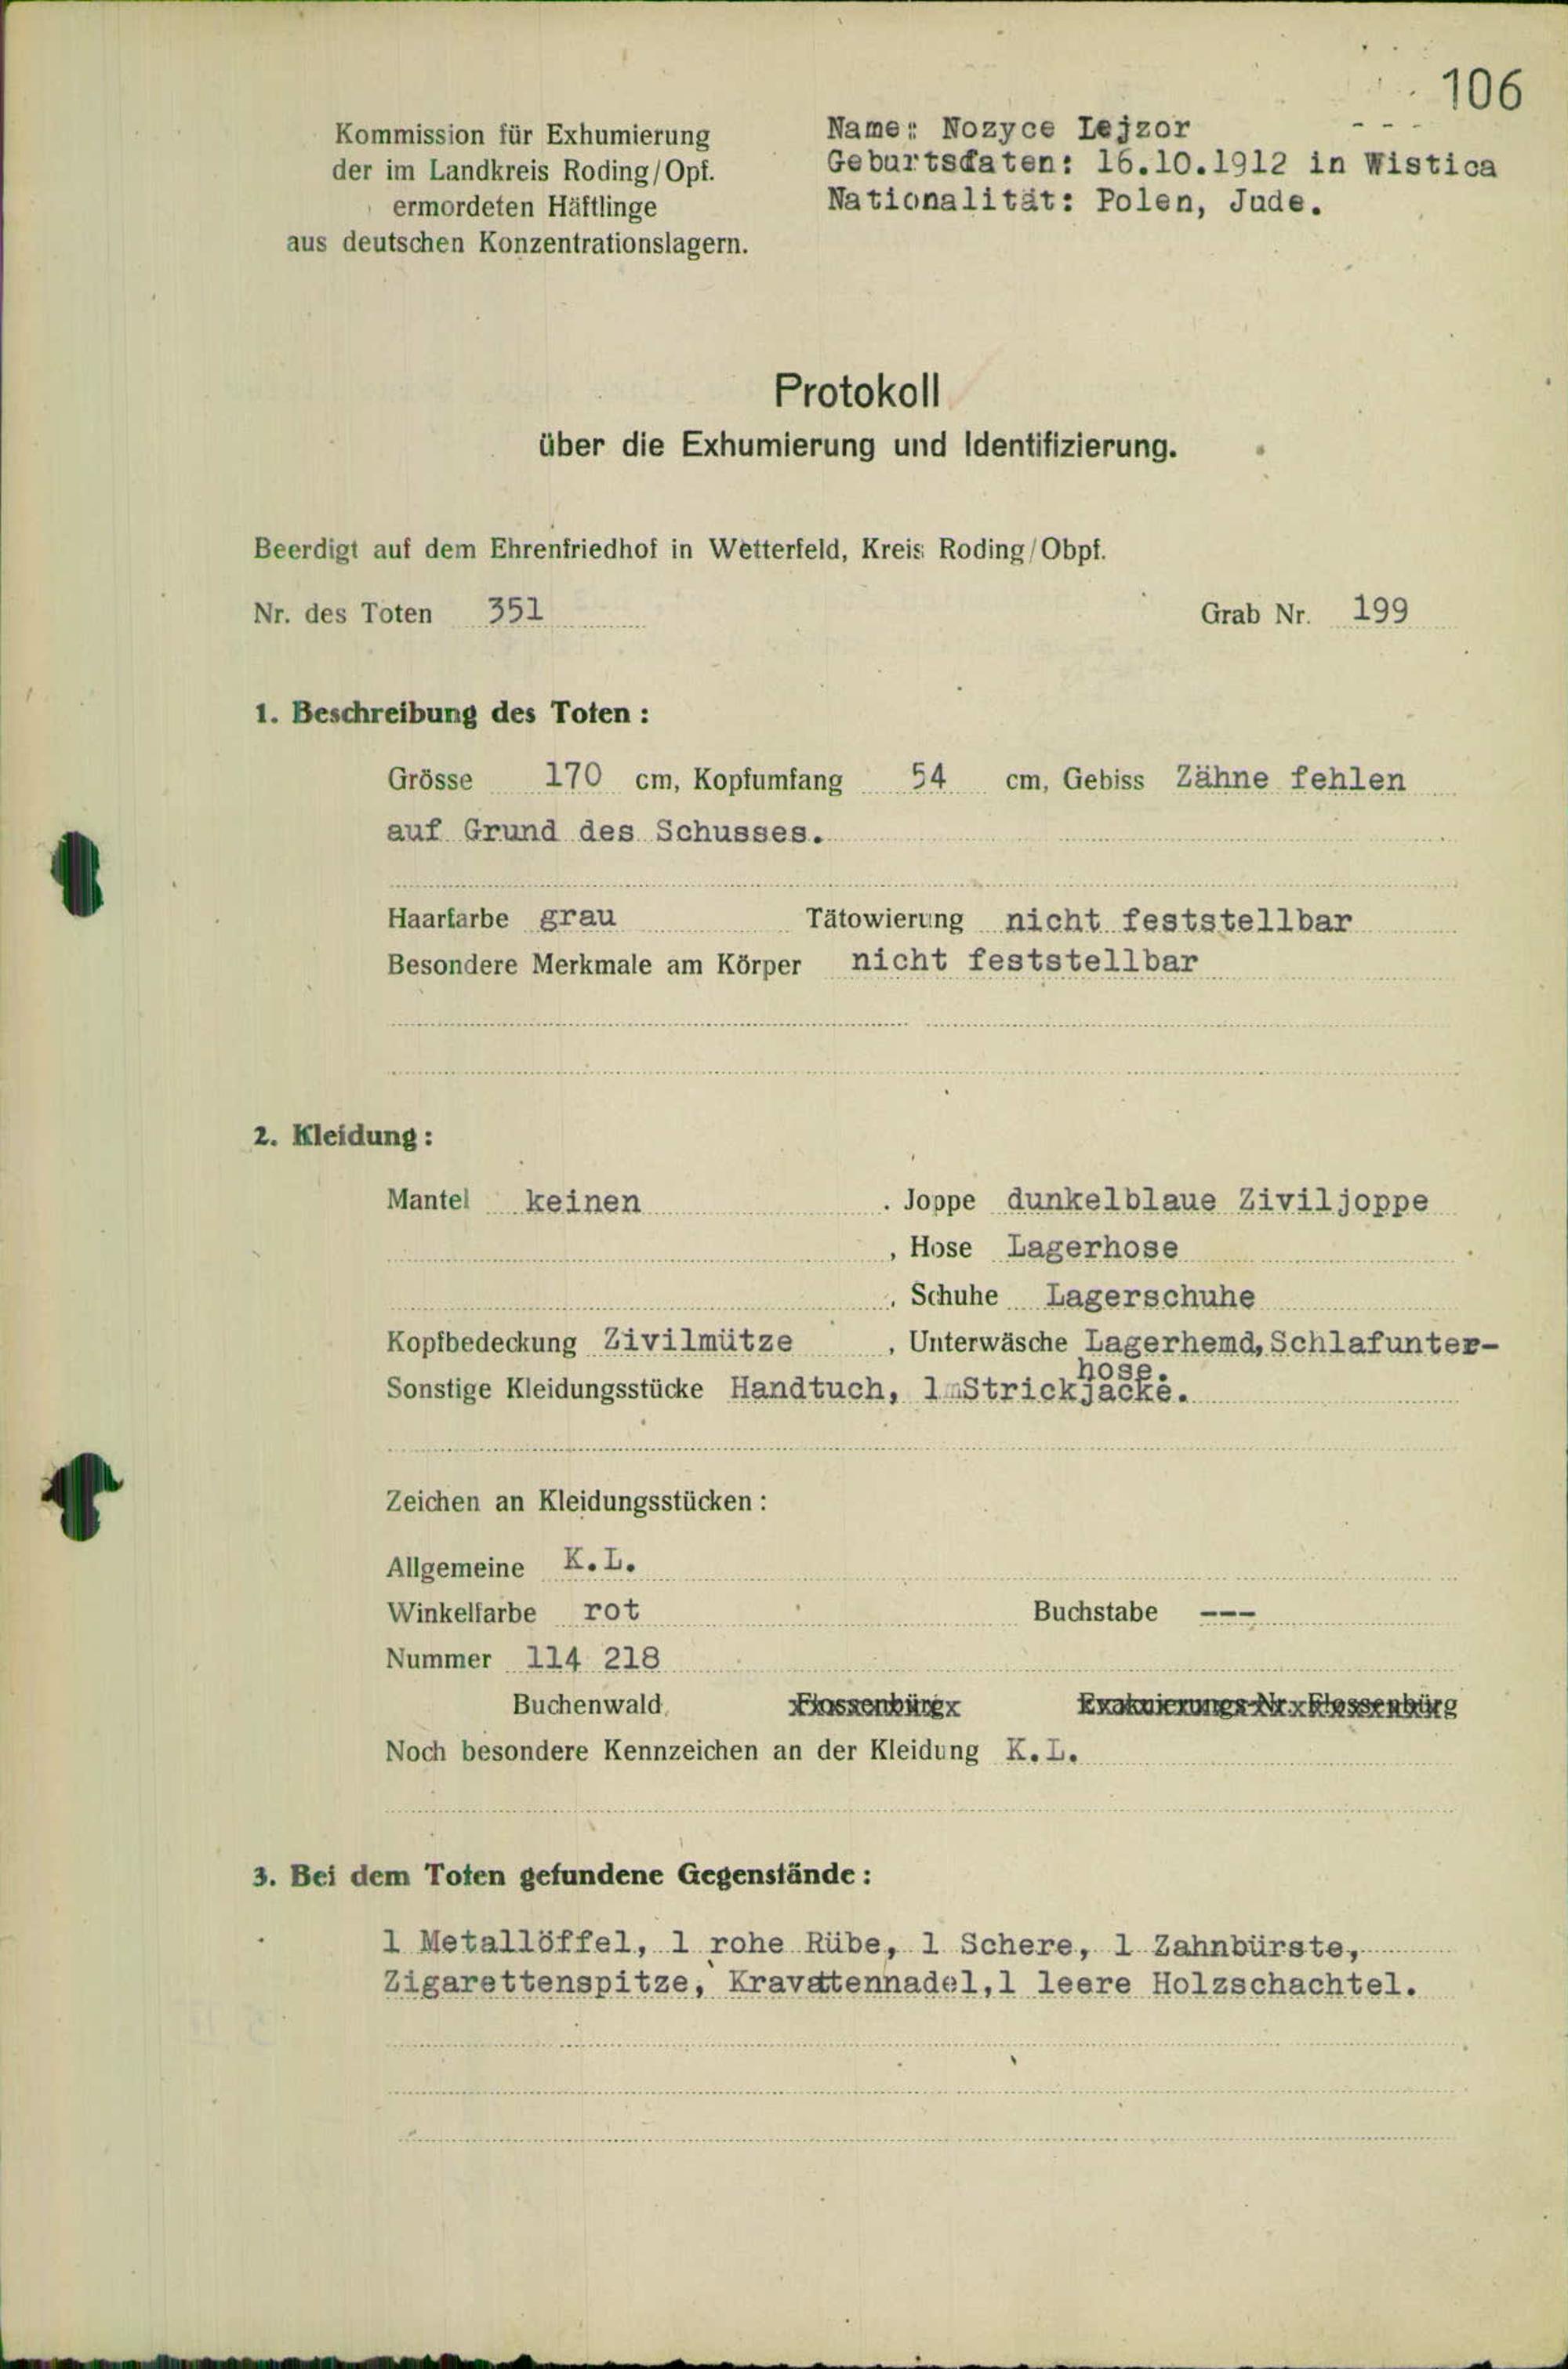 106
Kommission für Exhumierung
der im Landkreis Roding/Opf.
ermordeten Häftlinge
aus deutschen Konzentrationslagern.
Name: Nozyce Lejzor
- - -
Geburtsdaten: 16.10.1912 in Wistica
Nationalität: Polen, Jude.
Protokoll
über die Exhumierung und Identifizierung.
Beerdigt auf dem Ehrenfriedhof in Wetterfeld, Kreis Roding/Obpf.
Nr. des Toten 351 Grab Nr. 199
1. Beschreibung des Toten :
Grösse 170 cm, Kopfumfang 54 cm, Gebiss Zähne fehlen
auf Grund des Schusses.
Haarfarbe grau Tätowierung nicht feststellbar
Besondere Merkmale am Körper nicht feststellbar
2. Kleidung :
Mantel keinen . Joppe dunkelblaue Ziviljoppe
, Hose Lagerhose
, Schuhe Lagerschuhe
Kopfbedeckung Zivilmütze , Unterwäsche Lagerhemd, Schlafunter-
hose.
Sonstige Kleidungsstücke Handtuch, 1 Strickjacke.
Zeichen an Kleidungsstücken :
Allgemeine K.L.
Winkelfarbe rot Buchstabe ---
Nummer 114 218
Buchenwald, Flossenbürg Evakuierungs-Nr. Flossenbürg
Noch besondere Kennzeichen an der Kleidung K.L.
3. Bei dem Toten gefundene Gegenstände :
1 Metallöffel, 1 rohe Rübe, 1 Schere, 1 Zahnbürste,
Zigarettenspitze, Kravattennadel, 1 leere Holzschachtel.